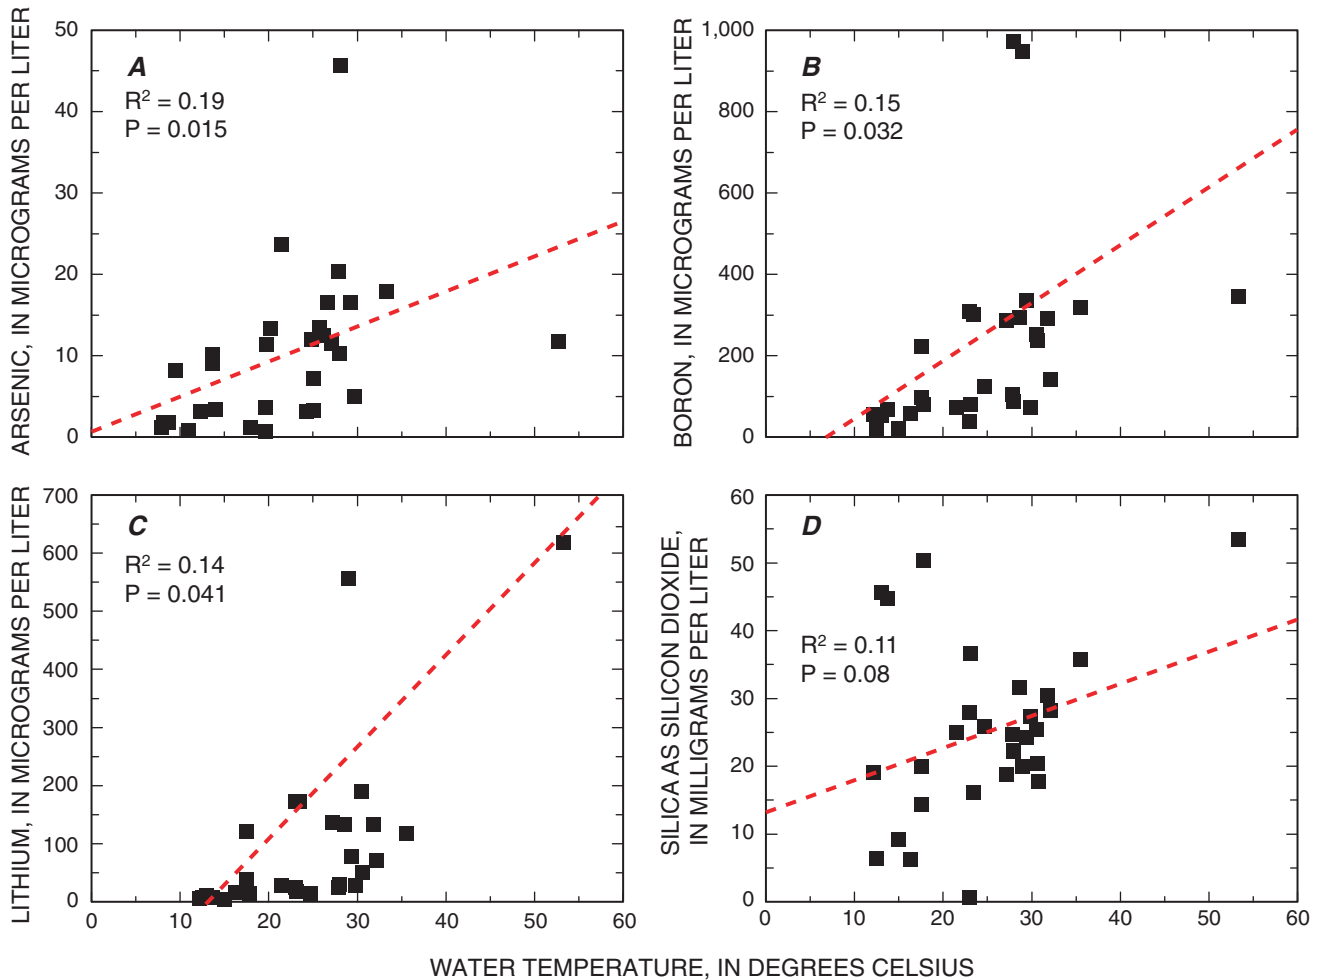 ARSENIC, IN MICROGRAMS PER LITER
50
40
30
20
10
0
A
R² = 0.19
P = 0.015
BORON, IN MICROGRAMS PER LITER
1,000
800
600
400
200
0
B
R² = 0.15
P = 0.032
LITHIUM, IN MICROGRAMS PER LITER
700
600
500
400
300
200
100
0
C
R² = 0.14
P = 0.041
0 10 20 30 40 50 60
SILICA AS SILICON DIOXIDE,
IN MILLIGRAMS PER LITER
60
50
40
30
20
10
0
D
R² = 0.11
P = 0.08
0 10 20 30 40 50 60
WATER TEMPERATURE, IN DEGREES CELSIUS